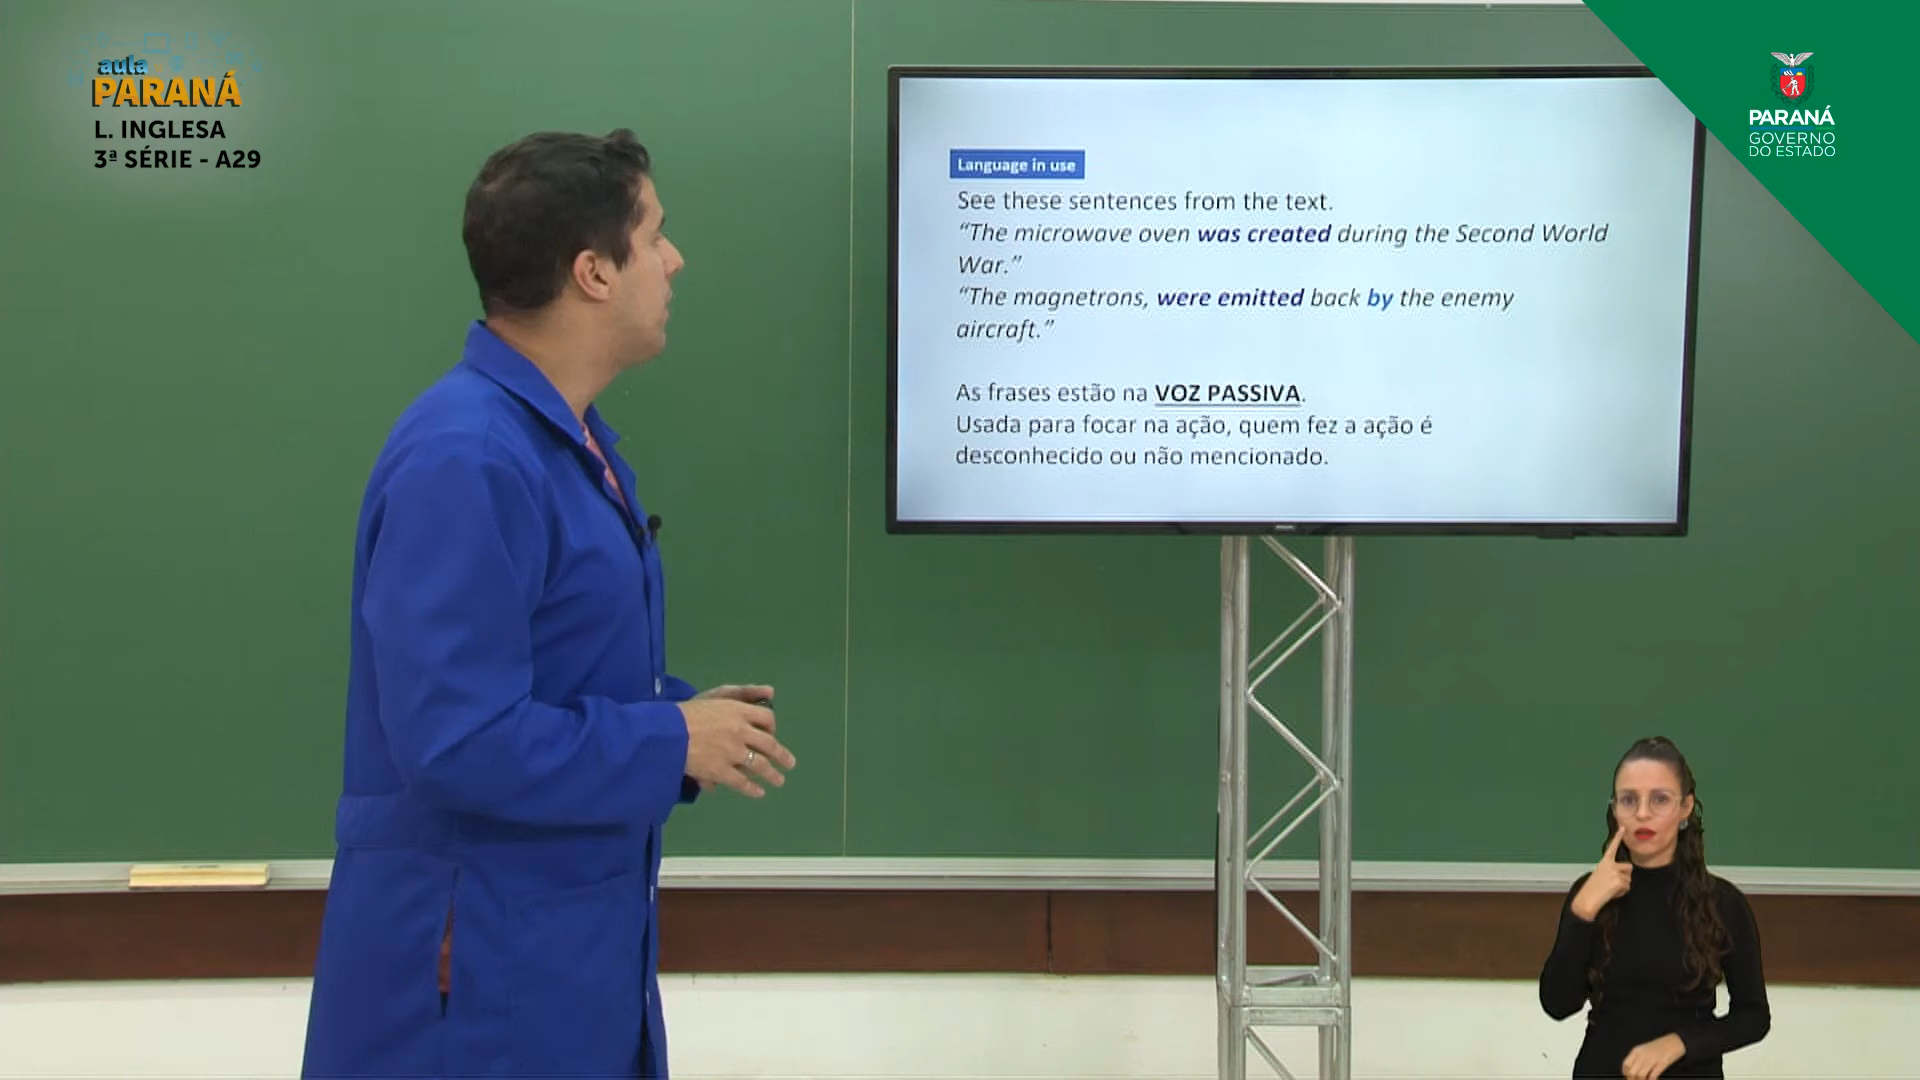 aula
PARANÁ
L. INGLESA
3ª SÉRIE - A29
PARANÁ
GOVERNO
DO ESTADO
Language in use
See these sentences from the text.
“The microwave oven was created during the Second World
War.”
“The magnetrons, were emitted back by the enemy
aircraft.”
As frases estão na VOZ PASSIVA.
Usada para focar na ação, quem fez a ação é
desconhecido ou não mencionado.